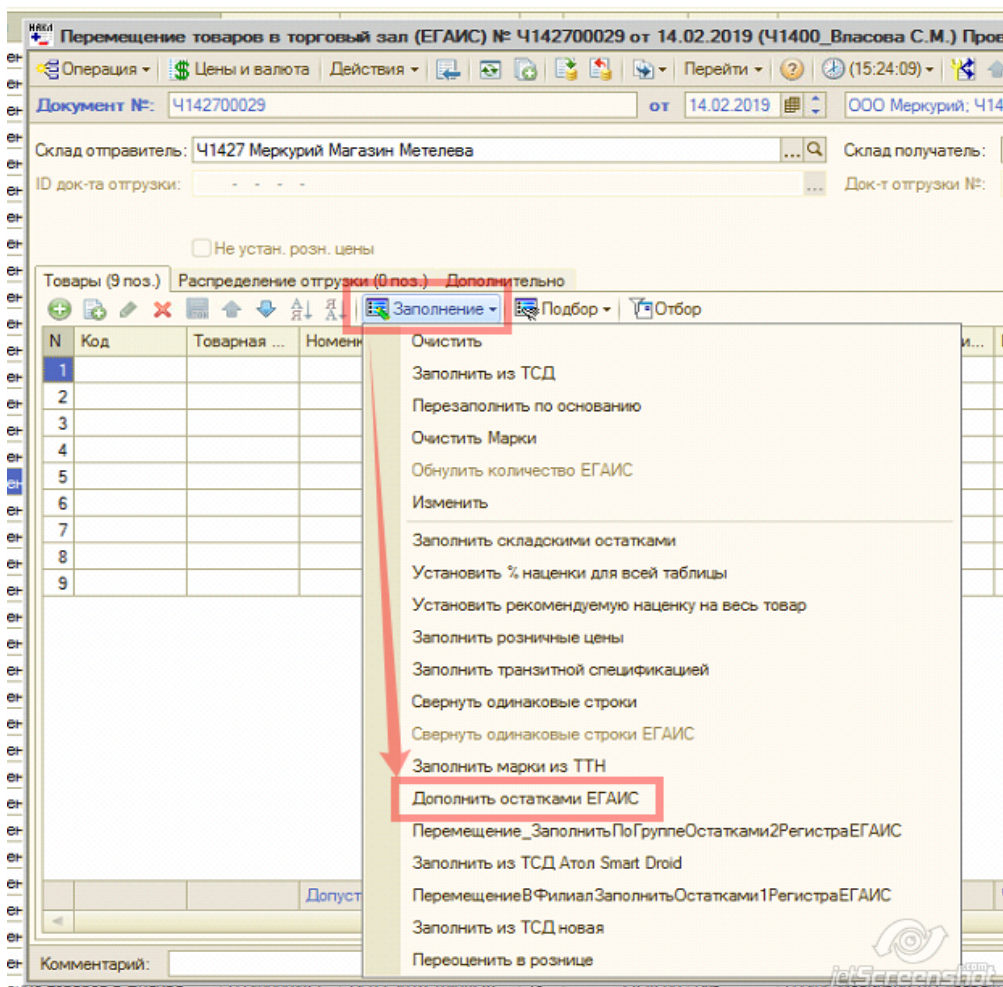 НАКЛ Перемещение товаров в торговый зал (ЕГАИС) № Ч142700029 от 14.02.2019 (Ч1400_Власова С.М.) Пров
Операция Цены и валюта Действия Перейти (15:24:09)
Документ №: Ч142700029 от 14.02.2019 ООО Меркурий; Ч14
Склад отправитель: Ч1427 Меркурий Магазин Метелева ... Склад получатель:
ID док-та отгрузки: - - - - ... Док-т отгрузки №:
Не устан. розн. цены
Товары (9 поз.) Распределение отгрузки (0 поз.) Дополнительно
Заполнение Подбор Отбор
N Код Товарная ... Номенк и...
1
2
3
4
5
6
7
8
9
Очистить
Заполнить из ТСД
Перезаполнить по основанию
Очистить Марки
Обнулить количество ЕГАИС
Изменить
Заполнить складскими остатками
Установить % наценки для всей таблицы
Установить рекомендуемую наценку на весь товар
Заполнить розничные цены
Заполнить транзитной спецификацией
Свернуть одинаковые строки
Свернуть одинаковые строки ЕГАИС
Заполнить марки из ТТН
Дополнить остатками ЕГАИС
Перемещение_ЗаполнитьПоГруппеОстатками2РегистраЕГАИС
Заполнить из ТСД Атол Smart Droid
ПеремещениеВФилиалЗаполнитьОстатками1РегистраЕГАИС
Заполнить из ТСД новая
Переоценить в рознице
Допуст
Комментарий:
jetScreenshot.com